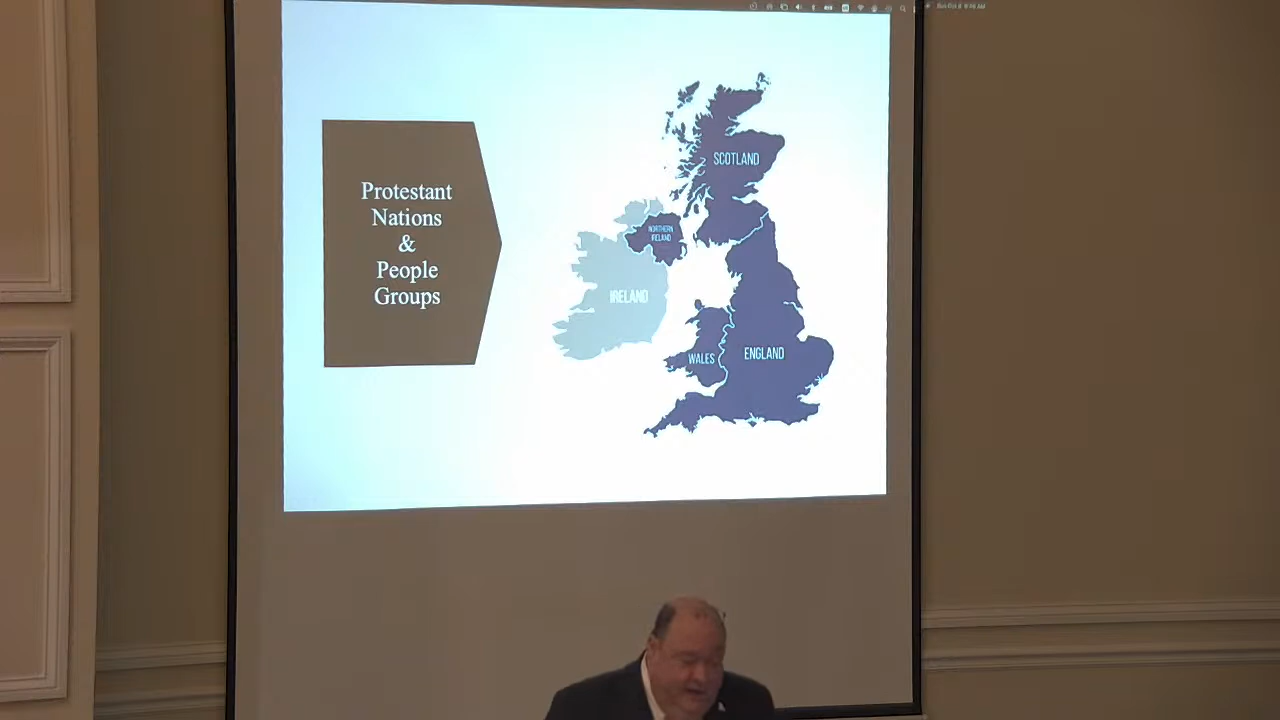 Protestant
Nations
&
People
Groups
SCOTLAND
NORTHERN
IRELAND
IRELAND
WALES
ENGLAND